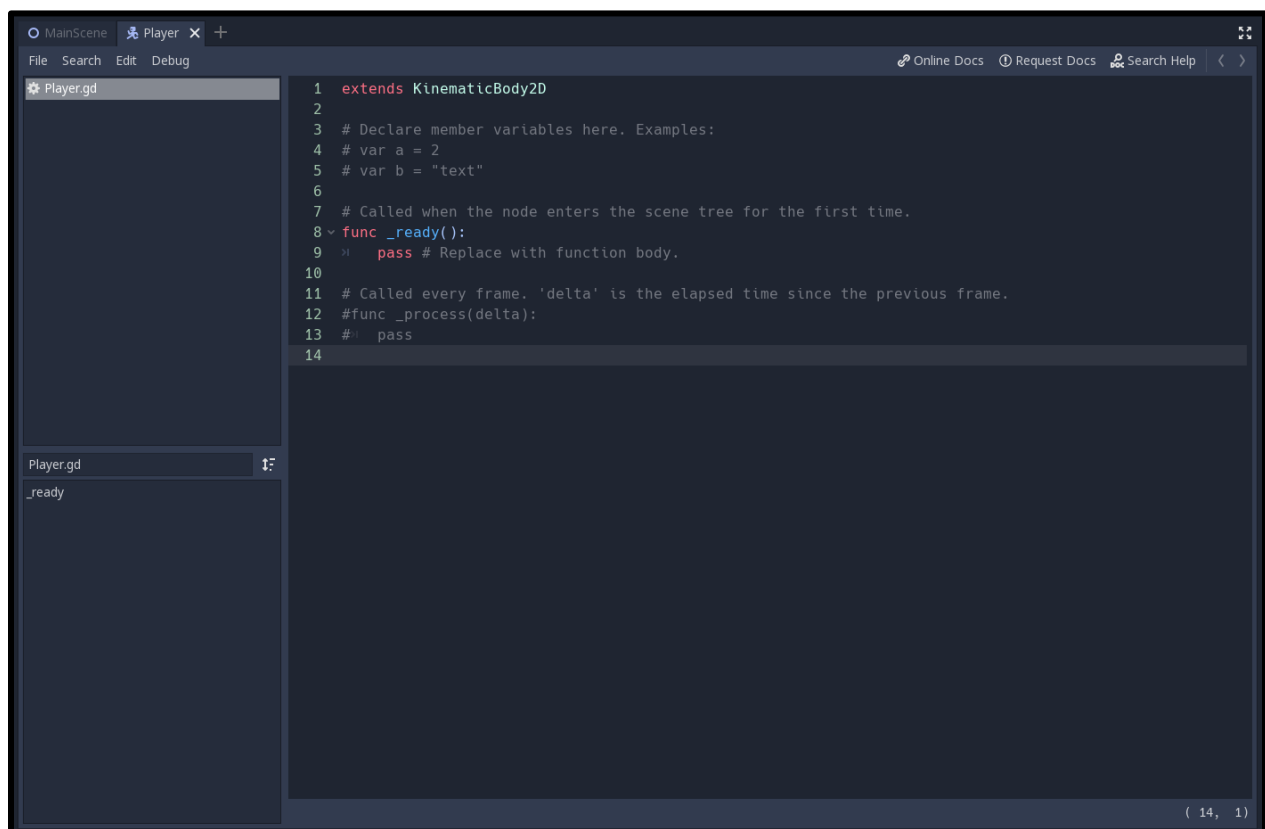 MainScene Player
File Search Edit Debug Online Docs Request Docs Search Help
Player.gd
1 extends KinematicBody2D
2
3 # Declare member variables here. Examples:
4 # var a = 2
5 # var b = "text"
6
7 # Called when the node enters the scene tree for the first time.
8 func _ready():
9 pass # Replace with function body.
10
11 # Called every frame. 'delta' is the elapsed time since the previous frame.
12 #func _process(delta):
13 # pass
14
Player.gd
_ready
( 14, 1)